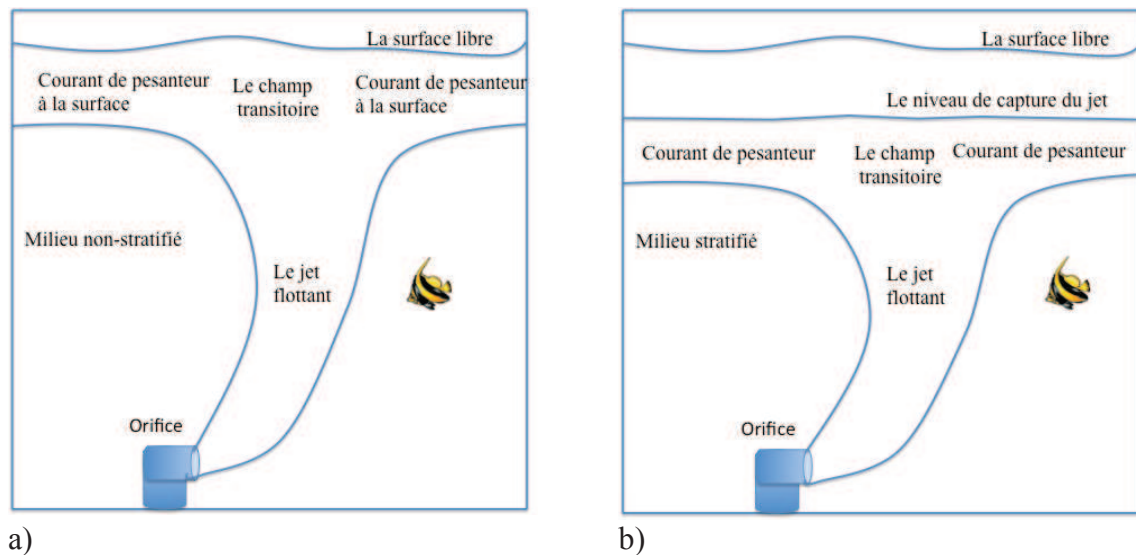 La surface libre
Courant de pesanteur
à la surface
Le champ
transitoire
Courant de pesanteur
à la surface
Milieu non-stratifié
Le jet
flottant
Orifice
a)
La surface libre
Le niveau de capture du jet
Courant de pesanteur
Le champ
transitoire
Courant de pesanteur
Milieu stratifié
Le jet
flottant
Orifice
b)